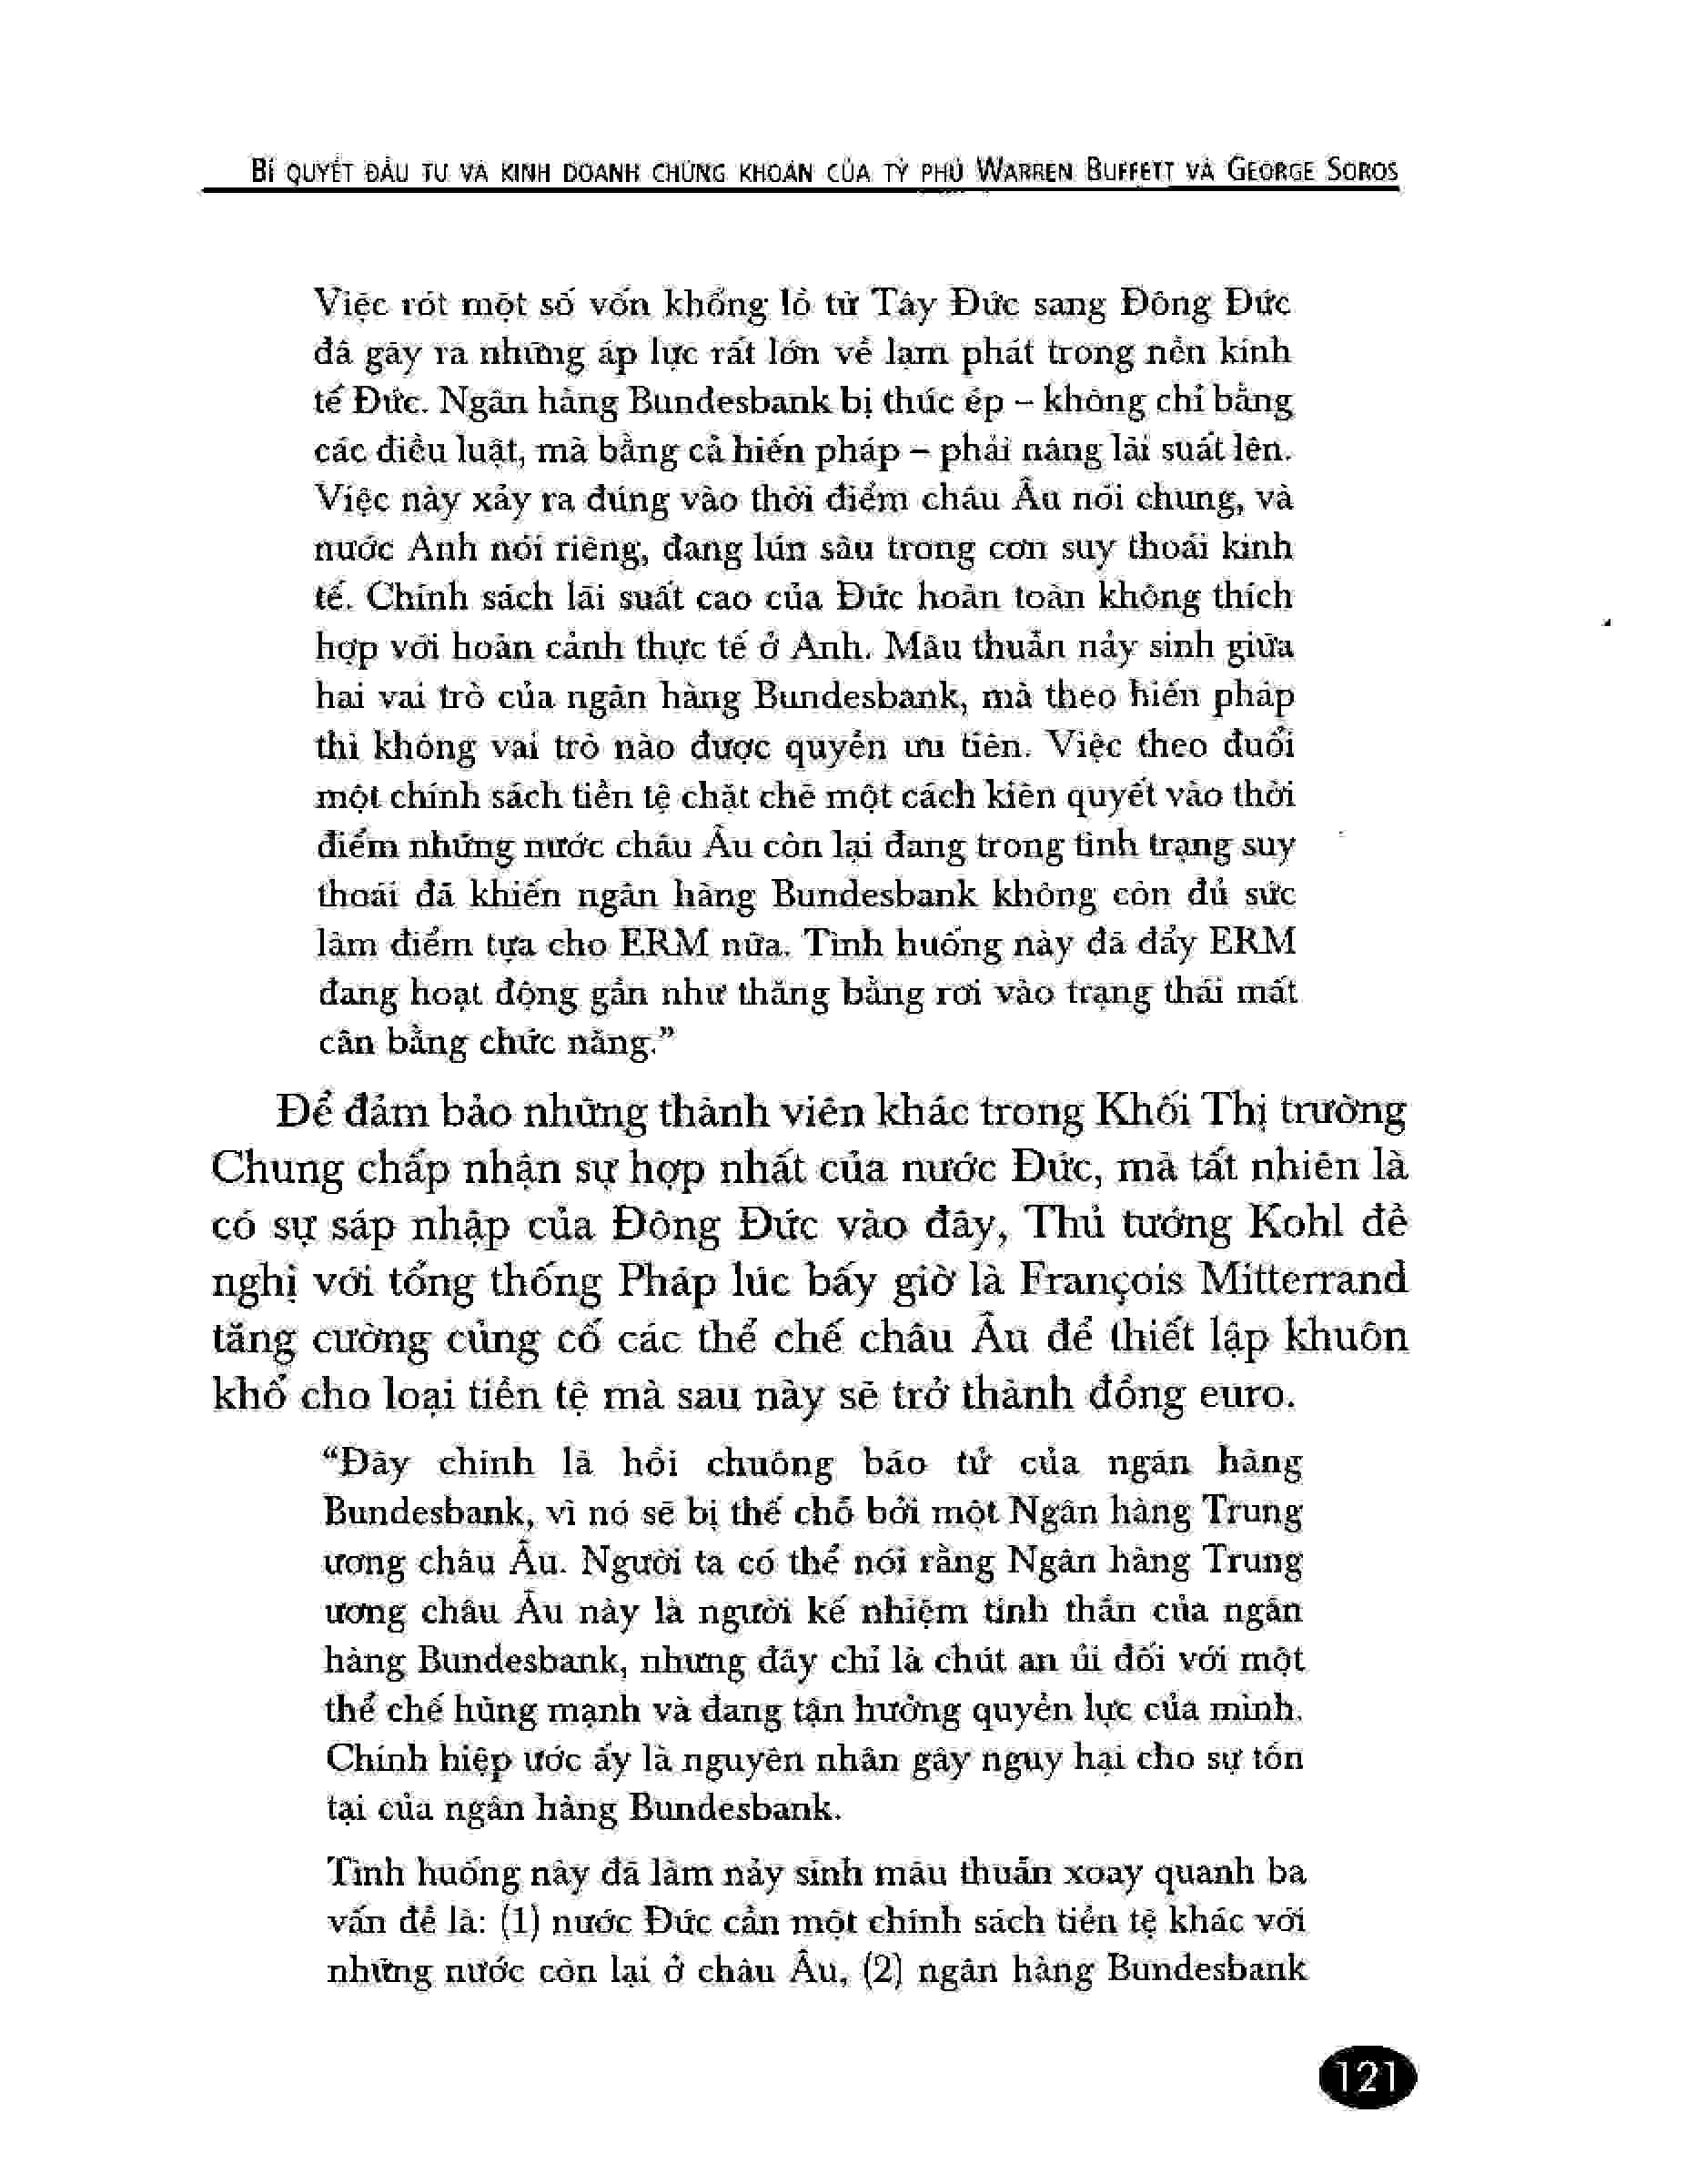 BÍ QUYẾT ĐẦU TƯ VÀ KINH DOANH CHỨNG KHOÁN CỦA TỶ PHÚ WARREN BUFFETT VÀ GEORGE SOROS
Việc rót một số vốn khổng lồ từ Tây Đức sang Đông Đức
đã gây ra những áp lực rất lớn về lạm phát trong nền kinh
tế Đức. Ngân hàng Bundesbank bị thúc ép – không chỉ bằng
các điều luật, mà bằng cả hiến pháp – phải nâng lãi suất lên.
Việc này xảy ra đúng vào thời điểm châu Âu nói chung, và
nước Anh nói riêng, đang lún sâu trong cơn suy thoái kinh
tế. Chính sách lãi suất cao của Đức hoàn toàn không thích
hợp với hoàn cảnh thực tế ở Anh. Mâu thuẫn nảy sinh giữa
hai vai trò của ngân hàng Bundesbank, mà theo hiến pháp
thì không vai trò nào được quyền ưu tiên. Việc theo đuổi
một chính sách tiền tệ chặt chẽ một cách kiên quyết vào thời
điểm những nước châu Âu còn lại đang trong tình trạng suy
thoái đã khiến ngân hàng Bundesbank không còn đủ sức
làm điểm tựa cho ERM nữa. Tình huống này đã đẩy ERM
đang hoạt động gần như thăng bằng rơi vào trạng thái mất
cân bằng chức năng.”
Để đảm bảo những thành viên khác trong Khối Thị trường
Chung chấp nhận sự hợp nhất của nước Đức, mà tất nhiên là
có sự sáp nhập của Đông Đức vào đây, Thủ tướng Kohl đề
nghị với tổng thống Pháp lúc bấy giờ là François Mitterrand
tăng cường củng cố các thể chế châu Âu để thiết lập khuôn
khổ cho loại tiền tệ mà sau này sẽ trở thành đồng euro.
“Đây chính là hồi chuông báo tử của ngân hàng
Bundesbank, vì nó sẽ bị thế chỗ bởi một Ngân hàng Trung
ương châu Âu. Người ta có thể nói rằng Ngân hàng Trung
ương châu Âu này là người kế nhiệm tinh thần của ngân
hàng Bundesbank, nhưng đây chỉ là chút an ủi đối với một
thể chế hùng mạnh và đang tận hưởng quyền lực của mình.
Chính hiệp ước ấy là nguyên nhân gây nguy hại cho sự tồn
tại của ngân hàng Bundesbank.
Tình huống này đã làm nảy sinh mâu thuẫn xoay quanh ba
vấn đề là: (1) nước Đức cần một chính sách tiền tệ khác với
những nước còn lại ở châu Âu, (2) ngân hàng Bundesbank
121